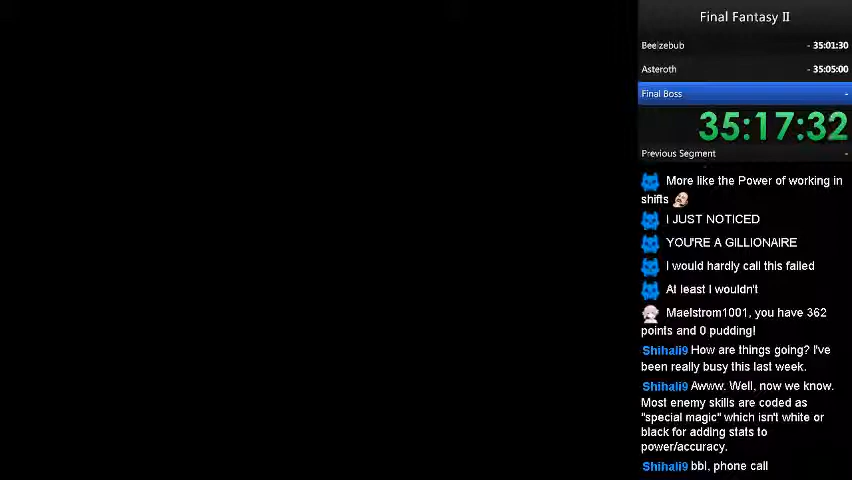 Final Fantasy II
Beelzebub - 35:01:30
Asteroth - 35:05:00
Final Boss -
35:17:32
Previous Segment -
More like the Power of working in
shifts
I JUST NOTICED
YOU'RE A GILLIONAIRE
I would hardly call this failed
At least I wouldn't
Maelstrom1001, you have 362
points and 0 pudding!
Shihali9 How are things going? I've
been really busy this last week.
Shihali9 Awww. Well, now we know.
Most enemy skills are coded as
"special magic" which isn't white or
black for adding stats to
power/accuracy.
Shihali9 bbl, phone call